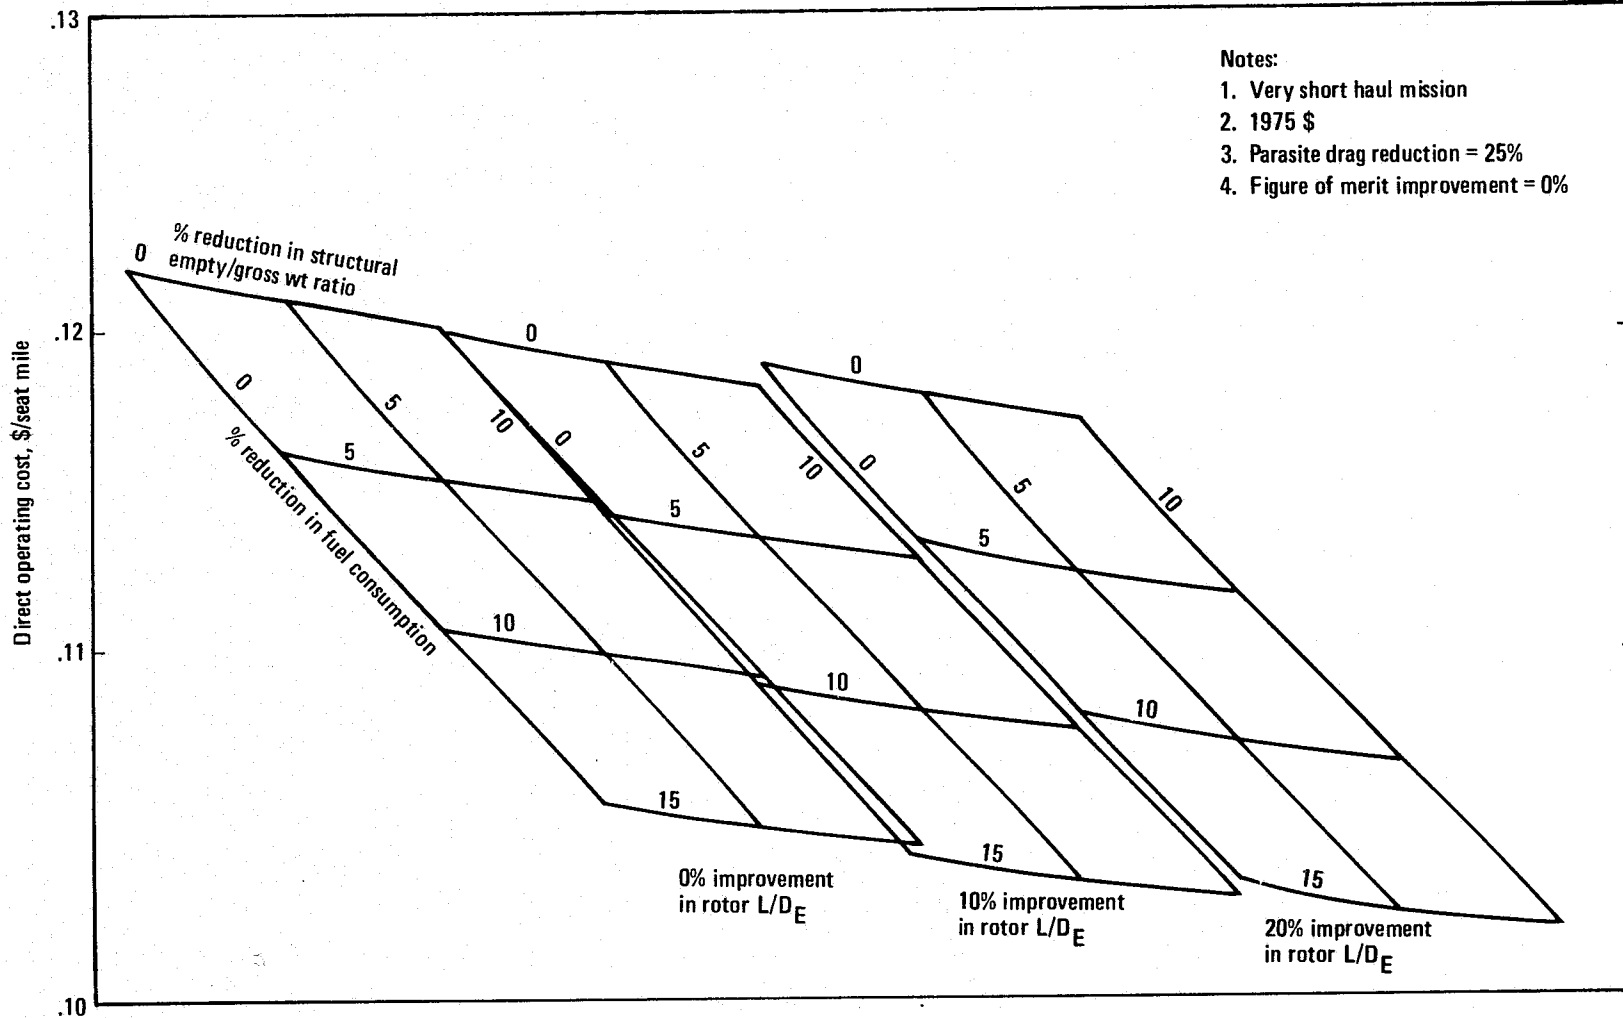 .13
Notes:
1. Very short haul mission
2. 1975 $
3. Parasite drag reduction = 25%
4. Figure of merit improvement = 0%
0
% reduction in structural
empty/gross wt ratio
.12
0
0
Direct operating cost, $/seat mile
0
5
10
0
5
10
0
5
10
% reduction in fuel consumption
5
5
5
.11
10
10
10
15
15
15
0% improvement
in rotor L/DE
10% improvement
in rotor L/DE
20% improvement
in rotor L/DE
.10